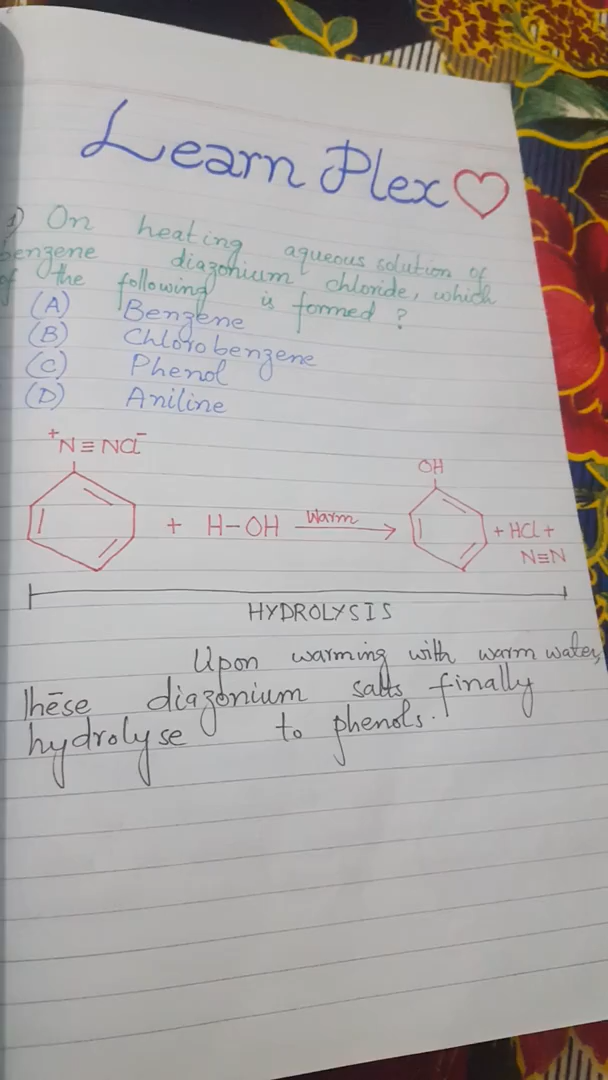 Learn Plex
1) On heating aqueous solution of
benzene diazonium chloride, which
of the following is formed ?
(A) Benzene
(B) Chlorobenzene
(C) Phenol
(D) Aniline
⁺N≡NCl⁻
OH
+ H-OH Warm + HCl +
N≡N
HYDROLYSIS
Upon warming with warm water,
these diazonium salts finally
hydrolyse to phenols.